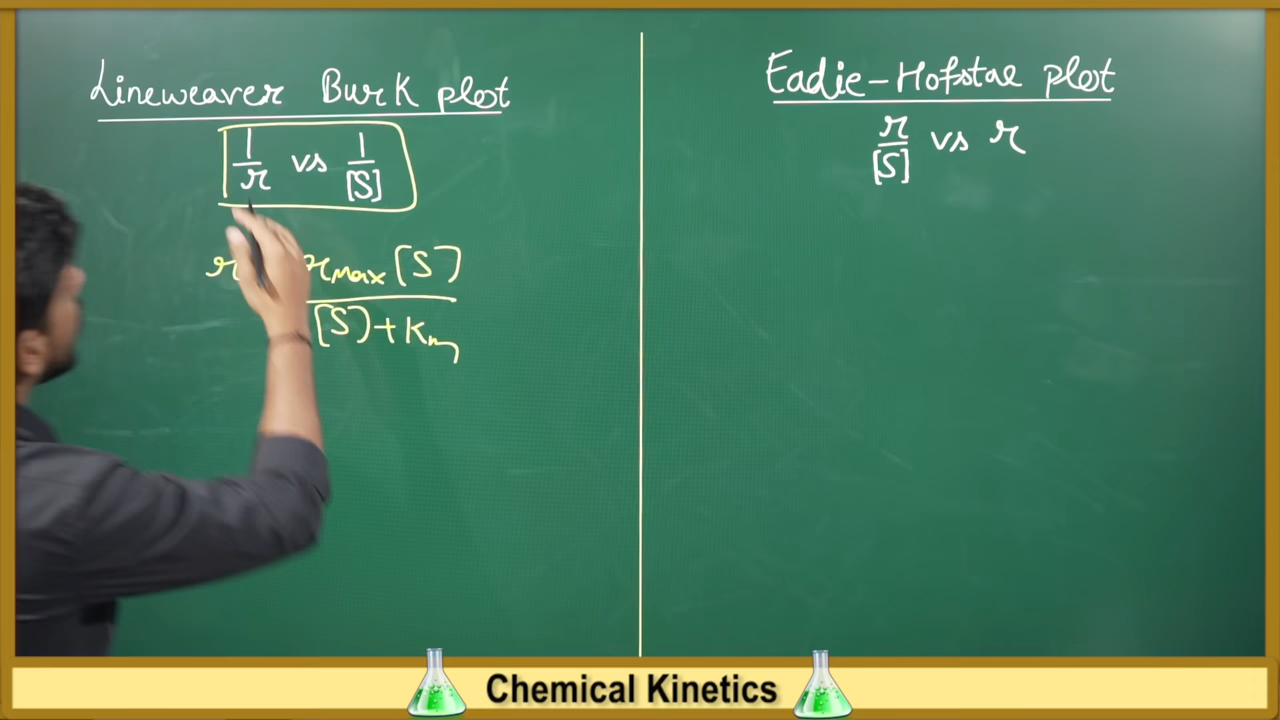 Lineweaver Burk plot
1/r vs 1/[S]
r rmax[S]
[S]+Km
Eadie-Hofstae plot
r/[S] vs r
Chemical Kinetics